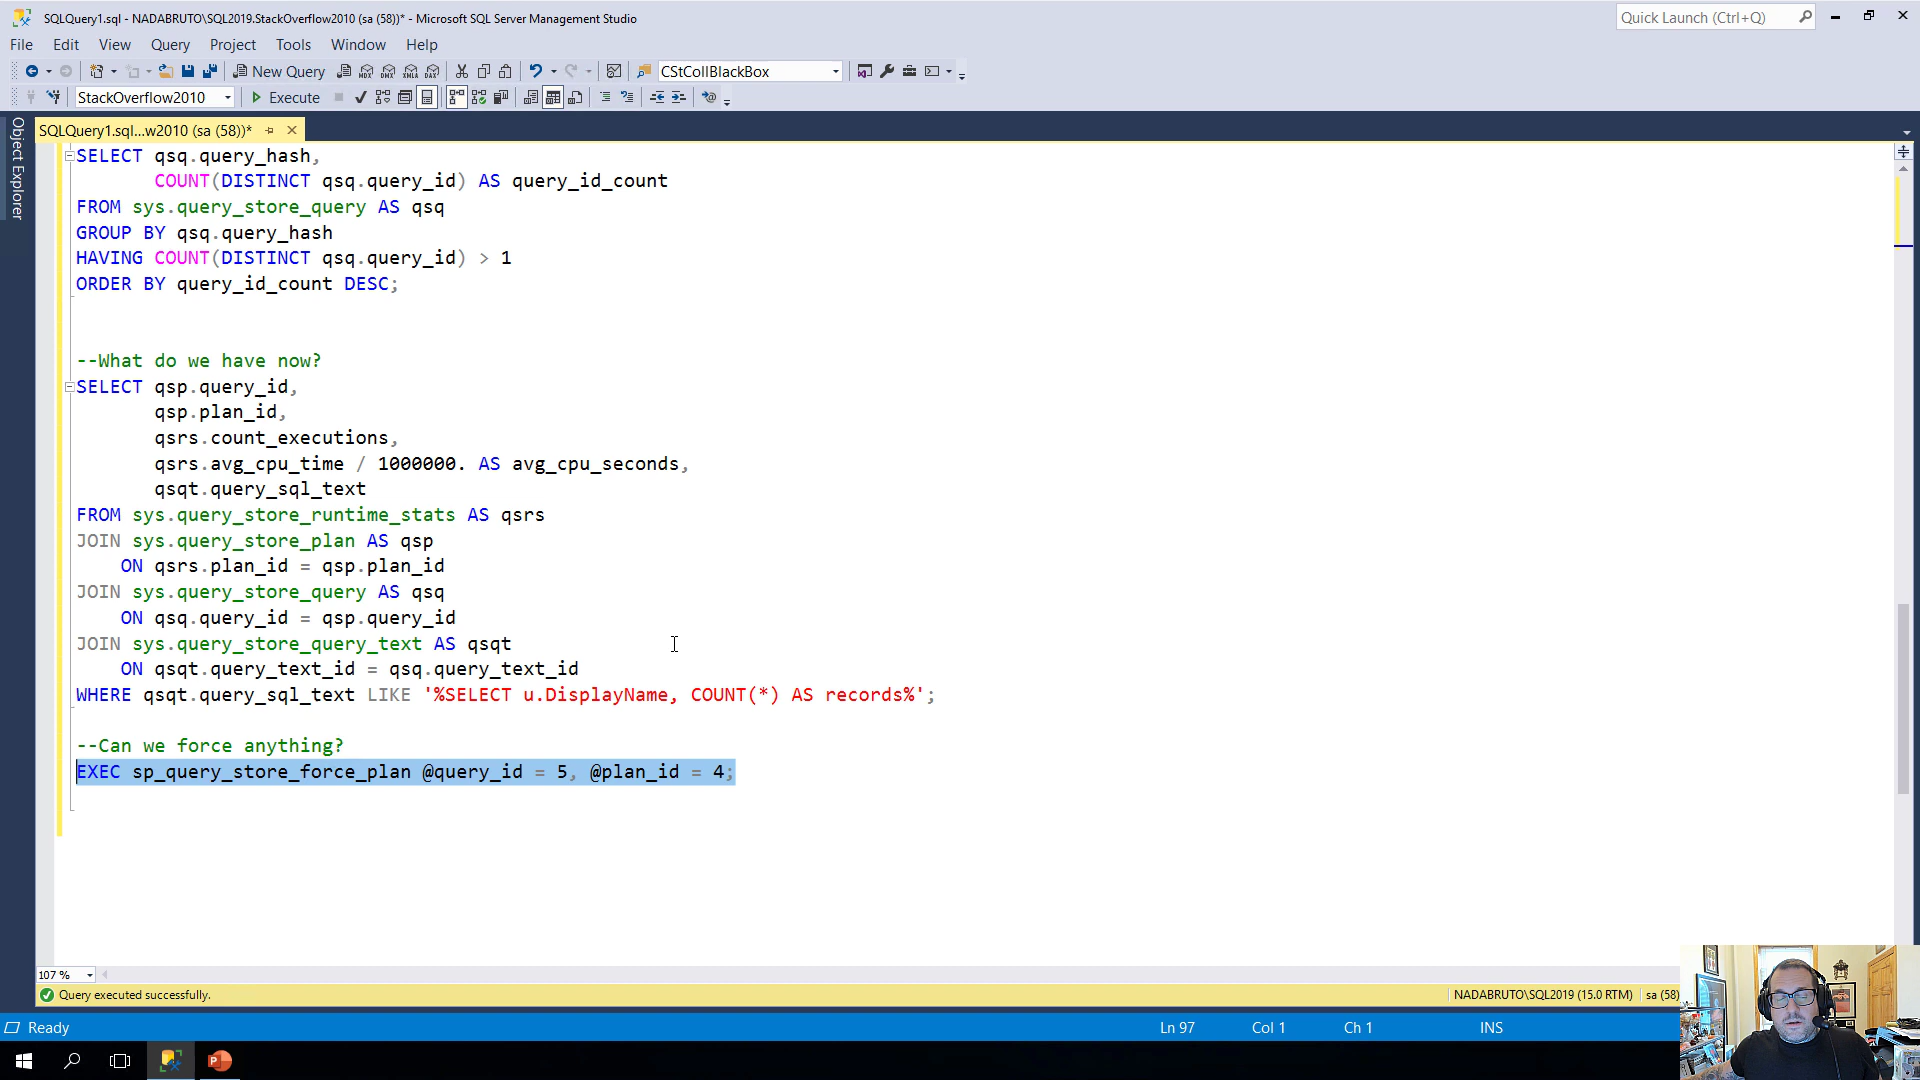 SQLQuery1.sql - NADABRUTO\SQL2019.StackOverflow2010 (sa (58))* - Microsoft SQL Server Management Studio
Quick Launch (Ctrl+Q)
File Edit View Query Project Tools Window Help
New Query
MDX DMX XMLA DAX
CStCollBlackBox
StackOverflow2010
Execute
Object Explorer
SQLQuery1.sql...w2010 (sa (58))*
SELECT qsq.query_hash,
COUNT(DISTINCT qsq.query_id) AS query_id_count
FROM sys.query_store_query AS qsq
GROUP BY qsq.query_hash
HAVING COUNT(DISTINCT qsq.query_id) > 1
ORDER BY query_id_count DESC;
--What do we have now?
SELECT qsp.query_id,
qsp.plan_id,
qsrs.count_executions,
qsrs.avg_cpu_time / 1000000. AS avg_cpu_seconds,
qsqt.query_sql_text
FROM sys.query_store_runtime_stats AS qsrs
JOIN sys.query_store_plan AS qsp
ON qsrs.plan_id = qsp.plan_id
JOIN sys.query_store_query AS qsq
ON qsq.query_id = qsp.query_id
JOIN sys.query_store_query_text AS qsqt
ON qsqt.query_text_id = qsq.query_text_id
WHERE qsqt.query_sql_text LIKE '%SELECT u.DisplayName, COUNT(*) AS records%';
--Can we force anything?
EXEC sp_query_store_force_plan @query_id = 5, @plan_id = 4;
107 %
Query executed successfully.
NADABRUTO\SQL2019 (15.0 RTM) sa (58)
Ready
Ln 97
Col 1
Ch 1
INS